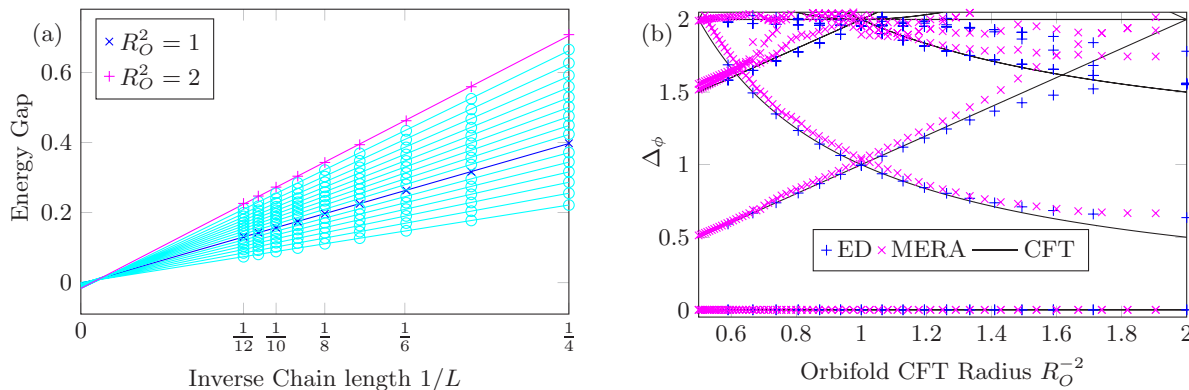 (a)
R_O^2 = 1
R_O^2 = 2
Energy Gap
0.6
0.4
0.2
0
0 1/12 1/10 1/8 1/6 1/4
Inverse Chain length 1/L
(b)
Δ_ϕ
2
1.5
1
0.5
0
ED MERA CFT
0.6 0.8 1 1.2 1.4 1.6 1.8 2
Orbifold CFT Radius R_O^{-2}